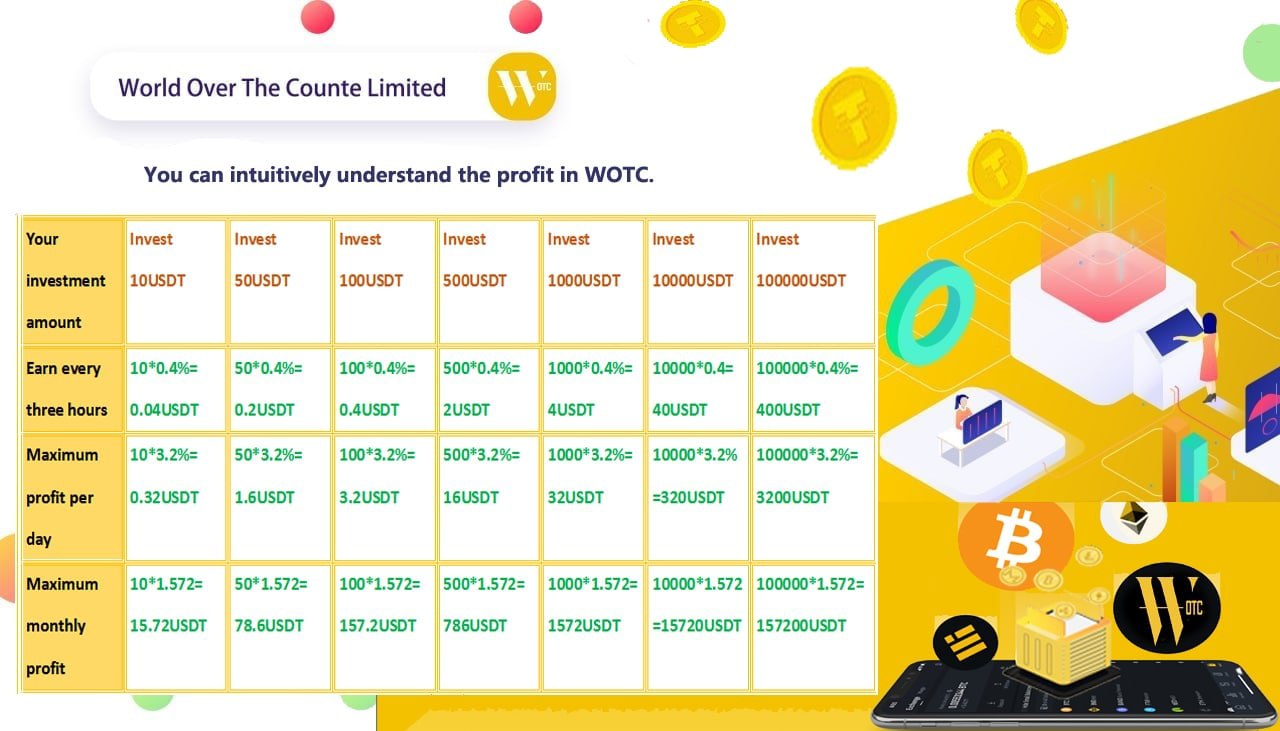 World Over The Counte Limited
W OTC
You can intuitively understand the profit in WOTC.
Your investment amount
Invest 10USDT
Invest 50USDT
Invest 100USDT
Invest 500USDT
Invest 1000USDT
Invest 10000USDT
Invest 100000USDT
Earn every three hours
10*0.4%= 0.04USDT
50*0.4%= 0.2USDT
100*0.4%= 0.4USDT
500*0.4%= 2USDT
1000*0.4%= 4USDT
10000*0.4= 40USDT
100000*0.4%= 400USDT
Maximum profit per day
10*3.2%= 0.32USDT
50*3.2%= 1.6USDT
100*3.2%= 3.2USDT
500*3.2%= 16USDT
1000*3.2%= 32USDT
10000*3.2% =320USDT
100000*3.2%= 3200USDT
Maximum monthly profit
10*1.572= 15.72USDT
50*1.572= 78.6USDT
100*1.572= 157.2USDT
500*1.572= 786USDT
1000*1.572= 1572USDT
10000*1.572 =15720USDT
100000*1.572= 157200USDT
W OTC